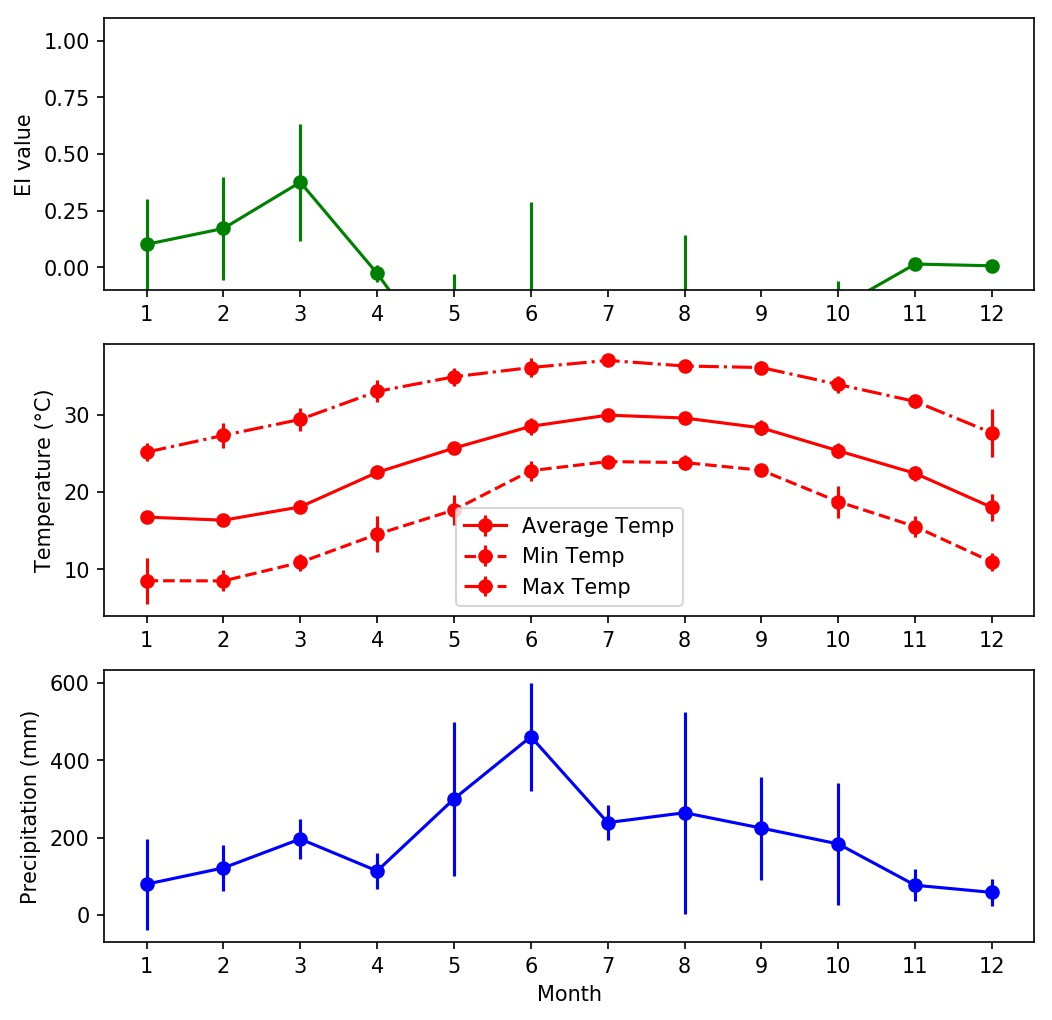 1.00
0.75
0.50
0.25
0.00
EI value
1 2 3 4 5 6 7 8 9 10 11 12
30
20
10
Temperature (°C)
Average Temp
Min Temp
Max Temp
1 2 3 4 5 6 7 8 9 10 11 12
600
400
200
0
Precipitation (mm)
1 2 3 4 5 6 7 8 9 10 11 12
Month